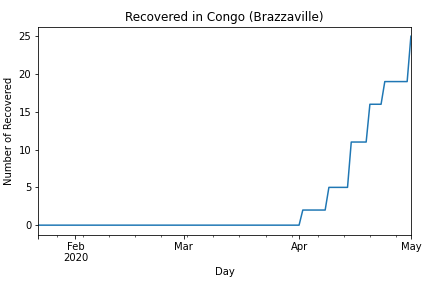 Recovered in Congo (Brazzaville)
Number of Recovered
25
20
15
10
5
0
Feb
2020
Mar
Apr
May
Day